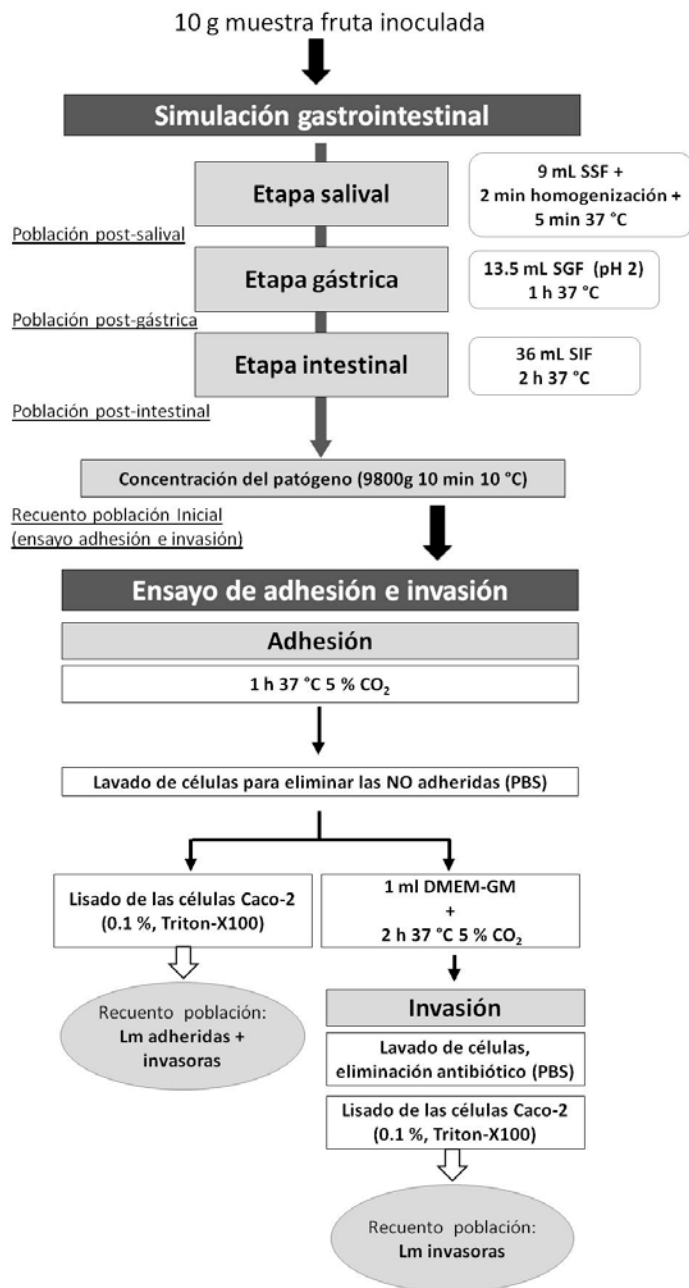 10 g muestra fruta inoculada
Simulación gastrointestinal
Etapa salival
9 mL SSF +
2 min homogenización +
5 min 37 °C
Población post-salival
Etapa gástrica
13.5 mL SGF (pH 2)
1 h 37 °C
Población post-gástrica
Etapa intestinal
36 mL SIF
2 h 37 °C
Población post-intestinal
Concentración del patógeno (9800g 10 min 10 °C)
Recuento población Inicial
(ensayo adhesión e invasión)
Ensayo de adhesión e invasión
Adhesión
1 h 37 °C 5 % CO₂
Lavado de células para eliminar las NO adheridas (PBS)
Lisado de las células Caco-2
(0.1 %, Triton-X100)
1 ml DMEM-GM
+
2 h 37 °C 5 % CO₂
Recuento población:
Lm adheridas +
invasoras
Invasión
Lavado de células,
eliminación antibiótico (PBS)
Lisado de las células Caco-2
(0.1 %, Triton-X100)
Recuento población:
Lm invasoras